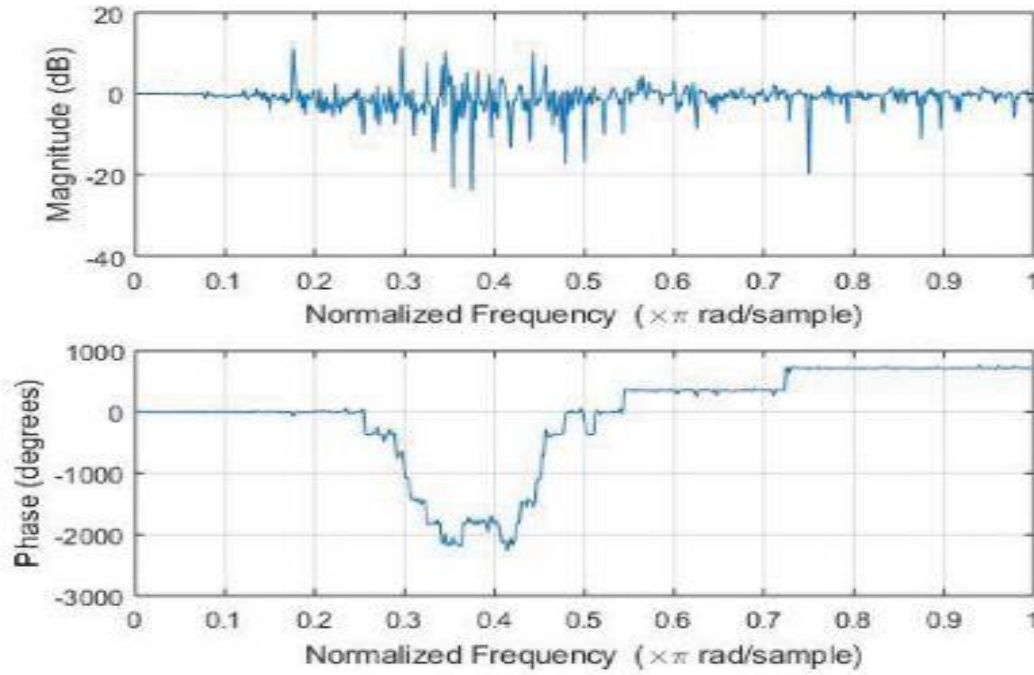 20
0
-20
-40
Magnitude (dB)
0 0.1 0.2 0.3 0.4 0.5 0.6 0.7 0.8 0.9 1
Normalized Frequency (×π rad/sample)
1000
0
-1000
-2000
-3000
Phase (degrees)
0 0.1 0.2 0.3 0.4 0.5 0.6 0.7 0.8 0.9 1
Normalized Frequency (×π rad/sample)